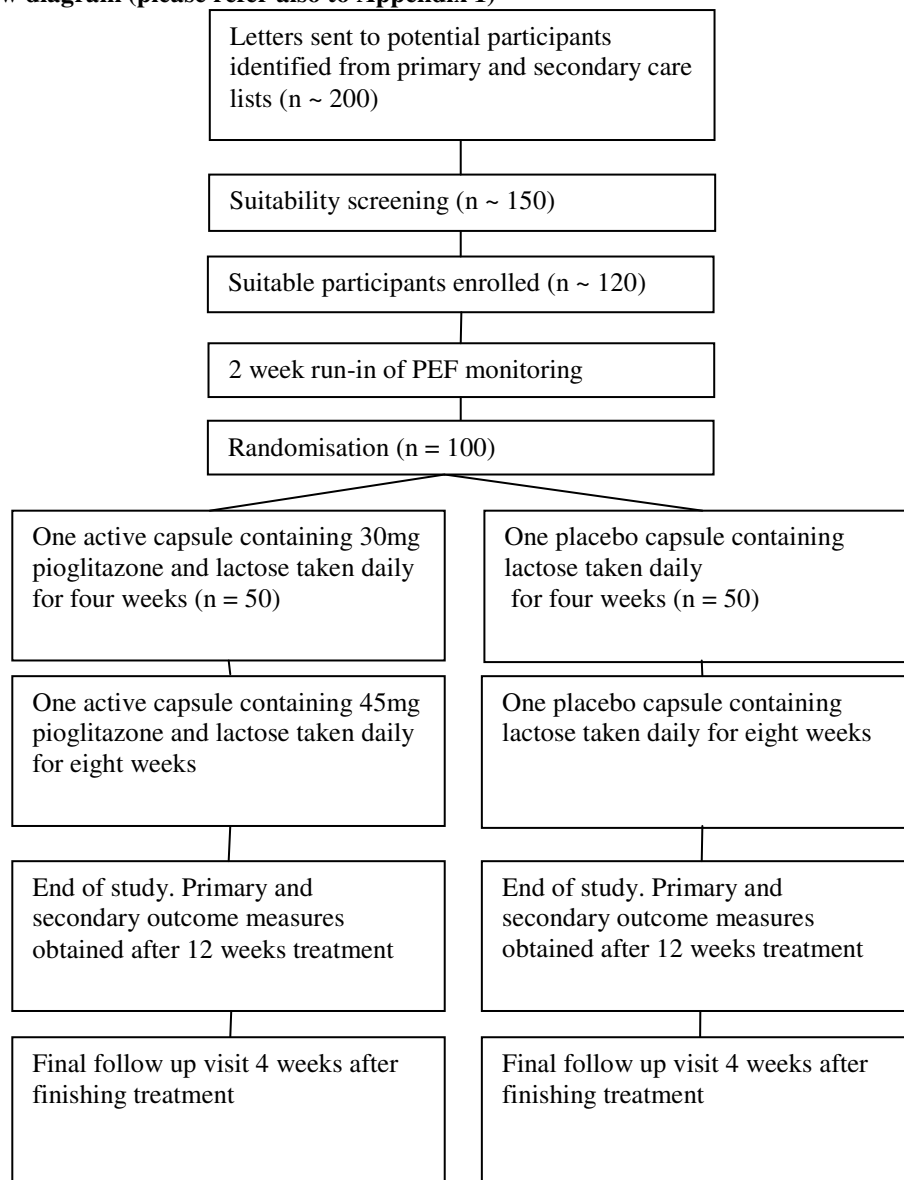 diagram (please refer also to Appendix 1)
Letters sent to potential participants
identified from primary and secondary care
lists (n ~ 200)
Suitability screening (n ~ 150)
Suitable participants enrolled (n ~ 120)
2 week run-in of PEF monitoring
Randomisation (n = 100)
One active capsule containing 30mg
pioglitazone and lactose taken daily
for four weeks (n = 50)
One placebo capsule containing
lactose taken daily
for four weeks (n = 50)
One active capsule containing 45mg
pioglitazone and lactose taken daily
for eight weeks
One placebo capsule containing
lactose taken daily for eight weeks
End of study. Primary and
secondary outcome measures
obtained after 12 weeks treatment
End of study. Primary and
secondary outcome measures
obtained after 12 weeks treatment
Final follow up visit 4 weeks after
finishing treatment
Final follow up visit 4 weeks after
finishing treatment